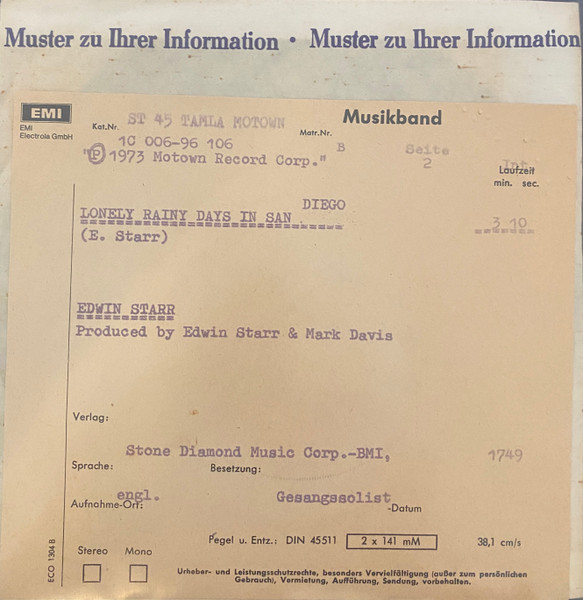 Muster zu Ihrer Information • Muster zu Ihrer Information
EMI
EMI
Electrola GmbH
Kat.Nr. ST 45 TAMLA MOTOWN
Musikband
1C 006-96 106
Matr.Nr. B
Seite
2
"Ⓟ 1973 Motown Record Corp."
Int.
Laufzeit
min. sec.
DIEGO
LONELY RAINY DAYS IN SAN
3 10
(E. Starr)
EDWIN STARR
Produced by Edwin Starr & Mark Davis
Verlag:
Stone Diamond Music Corp.-BMI, 1749
Sprache: Besetzung:
engl. Gesangssolist
Aufnahme-Ort: -Datum
Pegel u. Entz.: DIN 45511 2 x 141 mM 38,1 cm/s
Stereo Mono
Urheber- und Leistungsschutzrechte, besonders Vervielfältigung (außer zum persönlichen
Gebrauch), Vermietung, Aufführung, Sendung, vorbehalten.
ECO 1304 B